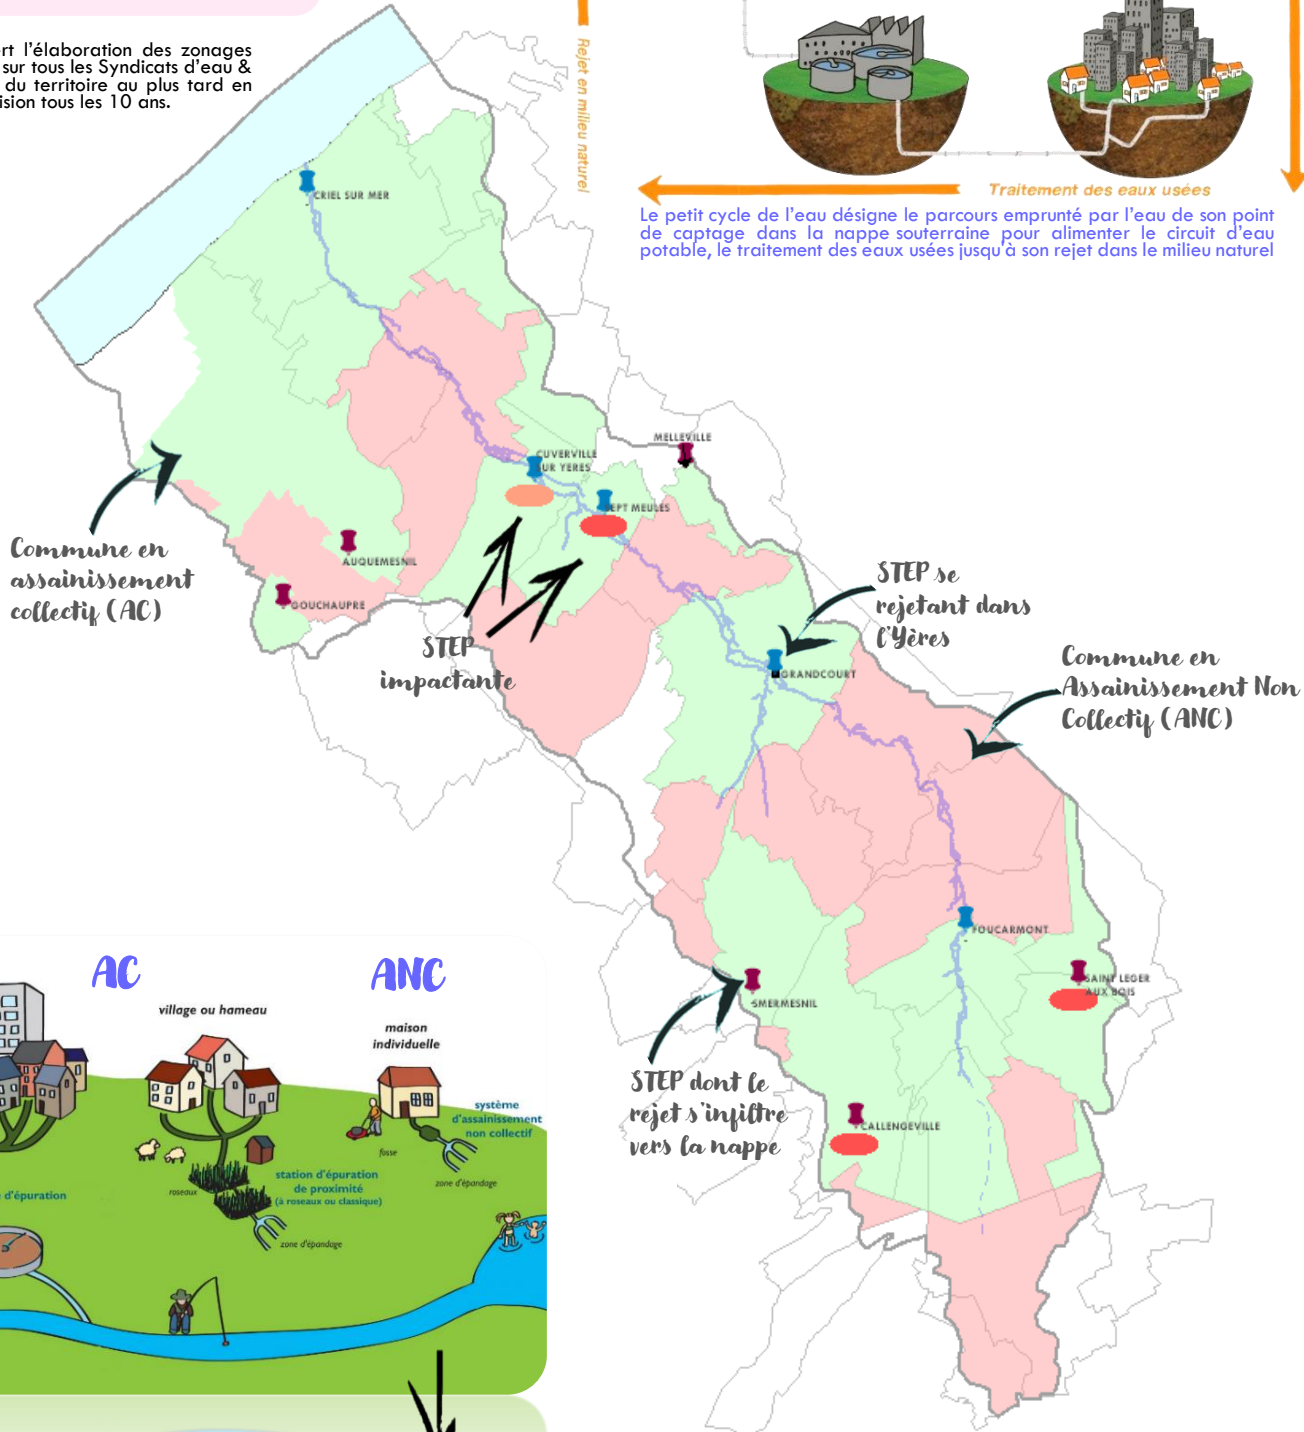 rt l'élaboration des zonages
sur tous les Syndicats d'eau &
du territoire au plus tard en
ision tous les 10 ans.
Rejet en milieu naturel
Traitement des eaux usées
Le petit cycle de l'eau désigne le parcours emprunté par l'eau de son point
de captage dans la nappe souterraine pour alimenter le circuit d'eau
potable, le traitement des eaux usées jusqu'à son rejet dans le milieu naturel
CRIEL SUR MER
MELLEVILLE
CUVERVILLE
SUR YERES
SEPT MEULES
AUQUEMESNIL
GOUCHAUPRE
Commune en
assainissement
collectif (AC)
STEP
impactante
STEP se
rejetant dans
l'Yères
GRANDCOURT
Commune en
Assainissement Non
Collectif (ANC)
FOUCARMONT
SAINT LEGER
AUX BOIS
SMERMESNIL
STEP dont le
rejet s'infiltre
vers la nappe
CALLENGEVILLE
AC
ANC
village ou hameau
maison
individuelle
système
d'assainissement
non collectif
fosse
zone d'épandage
station d'épuration
de proximité
(à roseaux ou classique)
roseaux
d'épuration
zone d'épandage